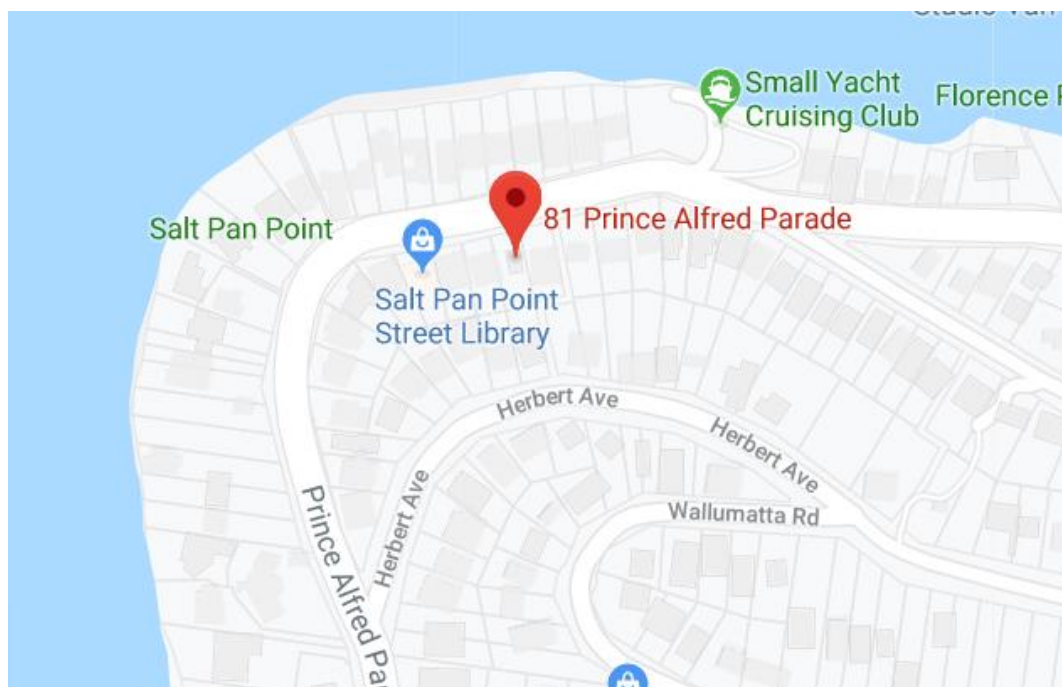 Small Yacht
Cruising Club
Florence
Salt Pan Point
81 Prince Alfred Parade
Salt Pan Point
Street Library
Herbert Ave
Herbert Ave
Herbert Ave
Wallumatta Rd
Prince Alfred Pa